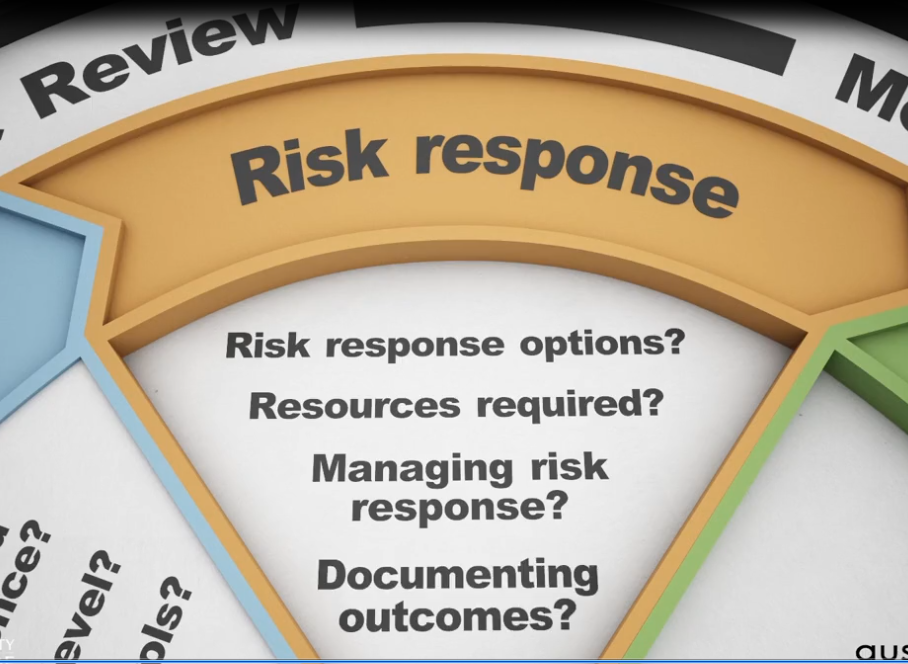 Review
Risk response
Risk response options?
Resources required?
Managing risk
response?
Documenting
outcomes?